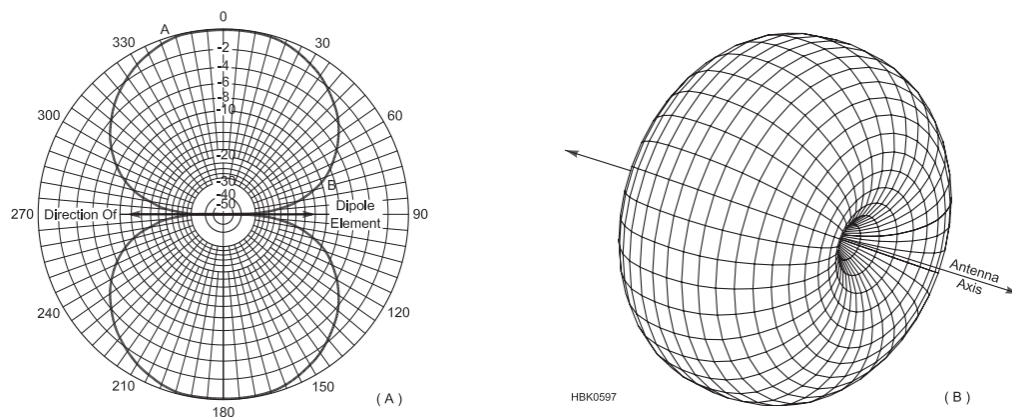 0
A
330
30
-2
-4
-6
-8
-10
300
60
-20
-30
B
-40
-50
270
Direction Of
Dipole
Element
90
240
120
210
150
180
( A )
Antenna
Axis
HBK0597
( B )